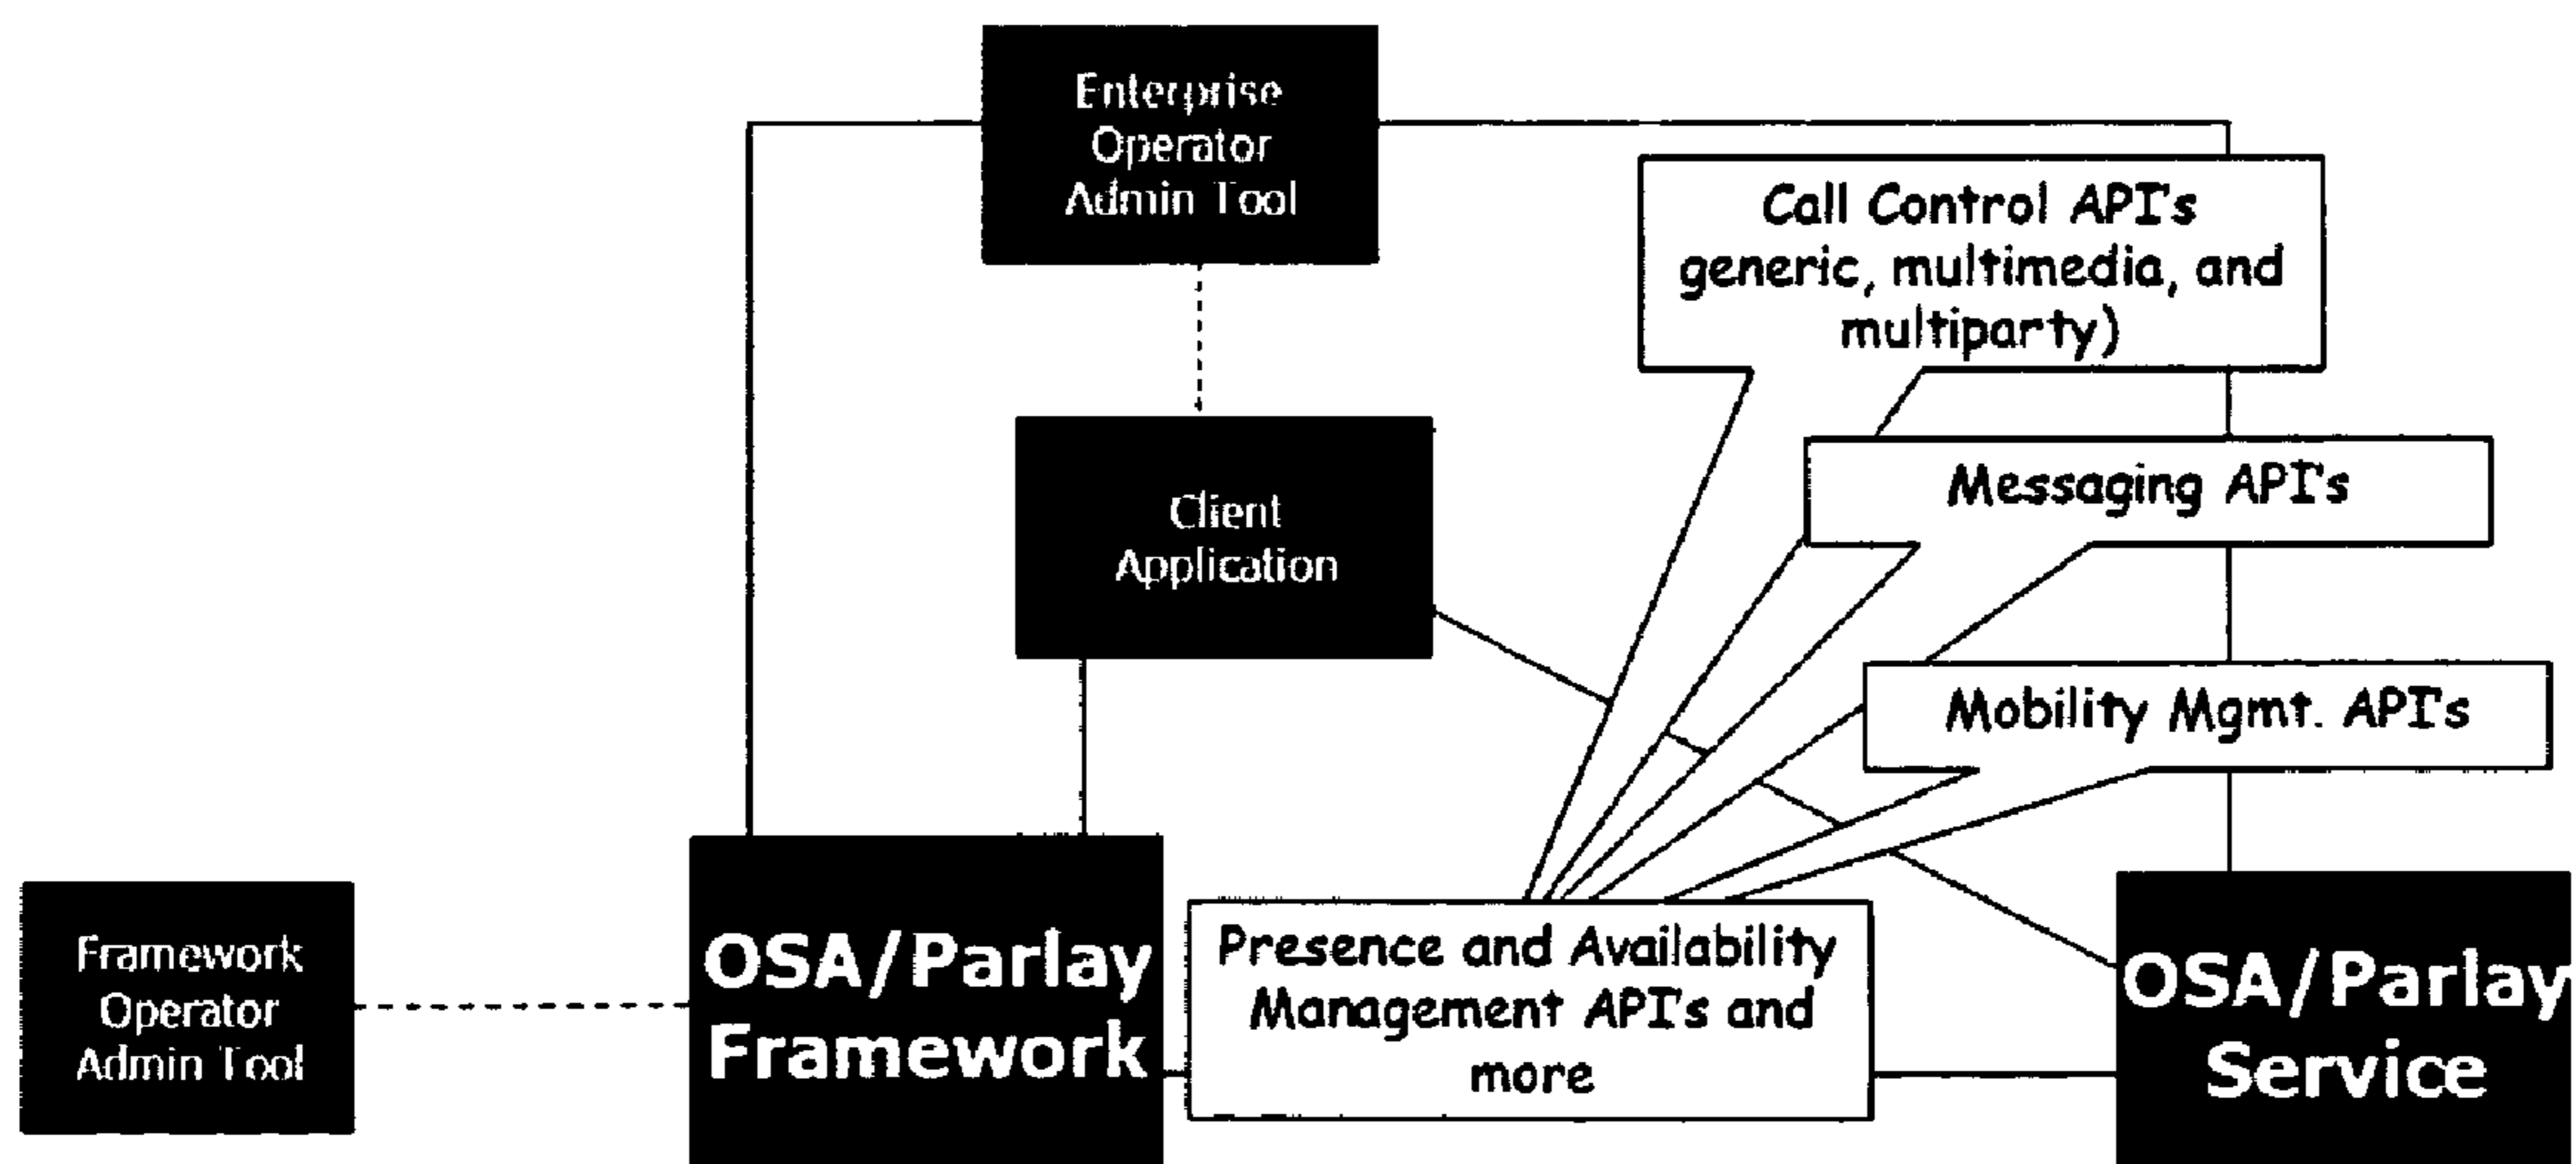 Enterprise
Operator
Admin Tool
Call Control API's
generic, multimedia, and
multiparty)
Messaging API's
Client
Application
Mobility Mgmt. API's
Framework
Operator
Admin Tool
OSA/Parlay
Framework
Presence and Availability
Management API's and
more
OSA/Parlay
Service